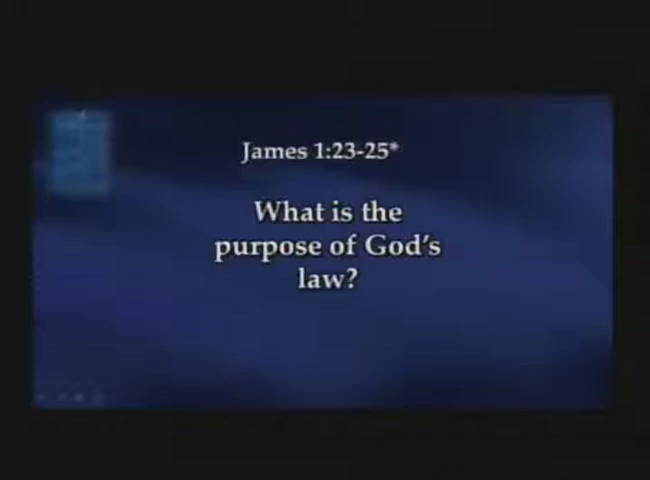 James 1:23-25*
What is the
purpose of God's
law?